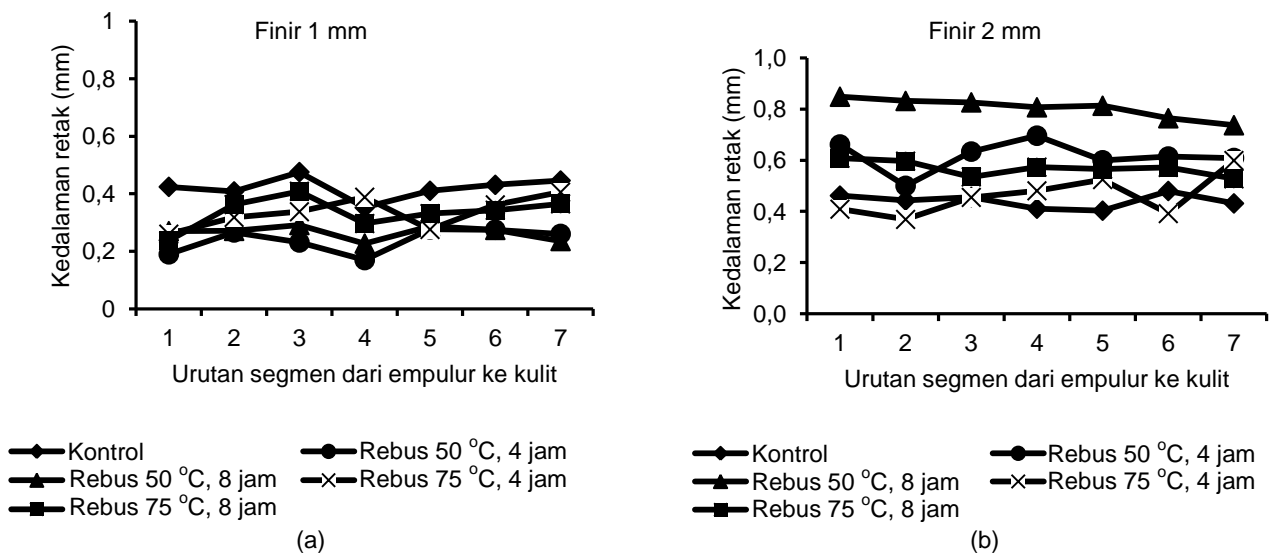 Finir 1 mm
Kedalaman retak (mm)
1
0,8
0,6
0,4
0,2
0
1 2 3 4 5 6 7
Urutan segmen dari empulur ke kulit
Kontrol
Rebus 50 °C, 4 jam
Rebus 50 °C, 8 jam
Rebus 75 °C, 4 jam
Rebus 75 °C, 8 jam
(a)
Finir 2 mm
Kedalaman retak (mm)
1,0
0,8
0,6
0,4
0,2
0,0
1 2 3 4 5 6 7
Urutan segmen dari empulur ke kulit
Kontrol
Rebus 50 °C, 4 jam
Rebus 50 °C, 8 jam
Rebus 75 °C, 4 jam
Rebus 75 °C, 8 jam
(b)